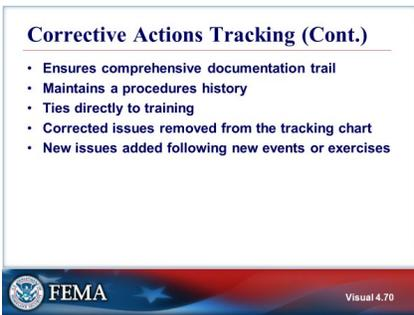 Corrective Actions Tracking (Cont.)
• Ensures comprehensive documentation trail
• Maintains a procedures history
• Ties directly to training
• Corrected issues removed from the tracking chart
• New issues added following new events or exercises
FEMA
Visual 4.70